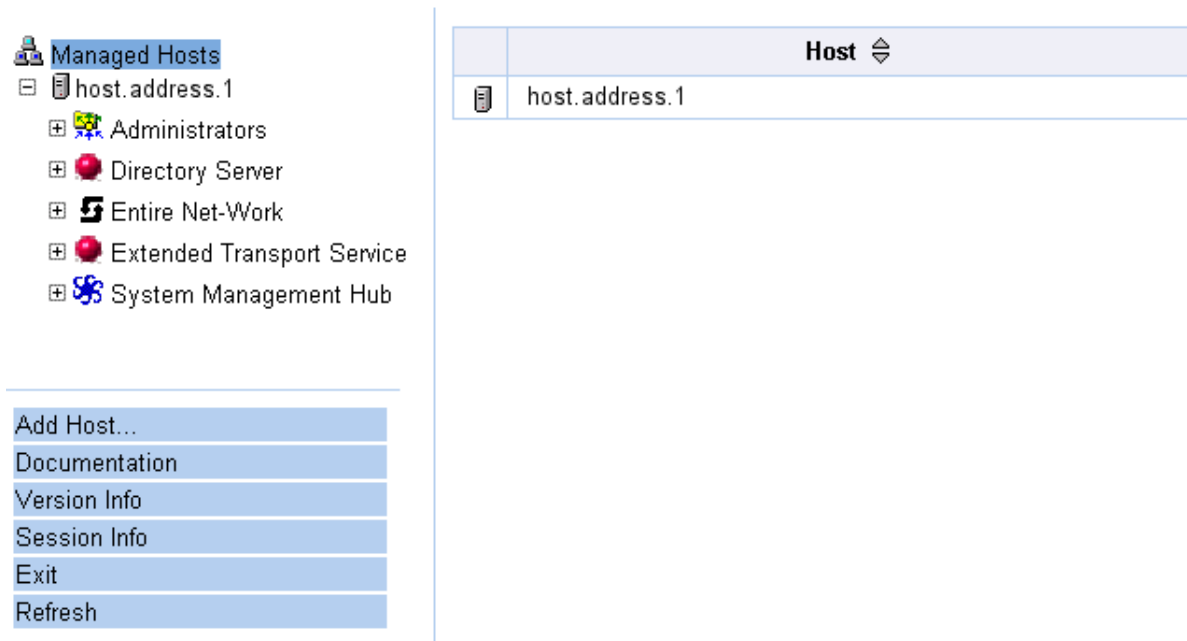 Managed Hosts
host.address.1
Administrators
Directory Server
Entire Net-Work
Extended Transport Service
System Management Hub
Add Host...
Documentation
Version Info
Session Info
Exit
Refresh
Host
host.address.1